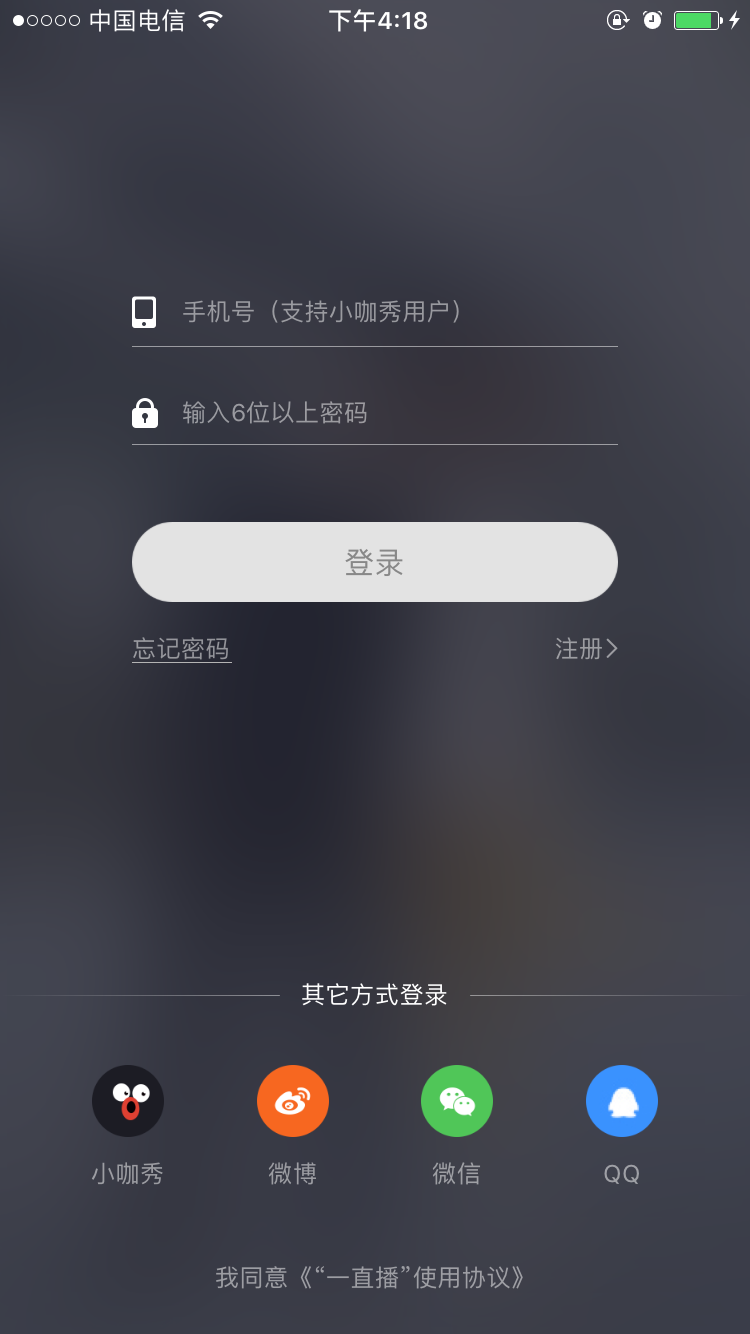 中国电信 下午4:18
手机号（支持小咖秀用户）
输入6位以上密码
登录
忘记密码 注册
其它方式登录
小咖秀 微博 微信 QQ
我同意《“一直播”使用协议》